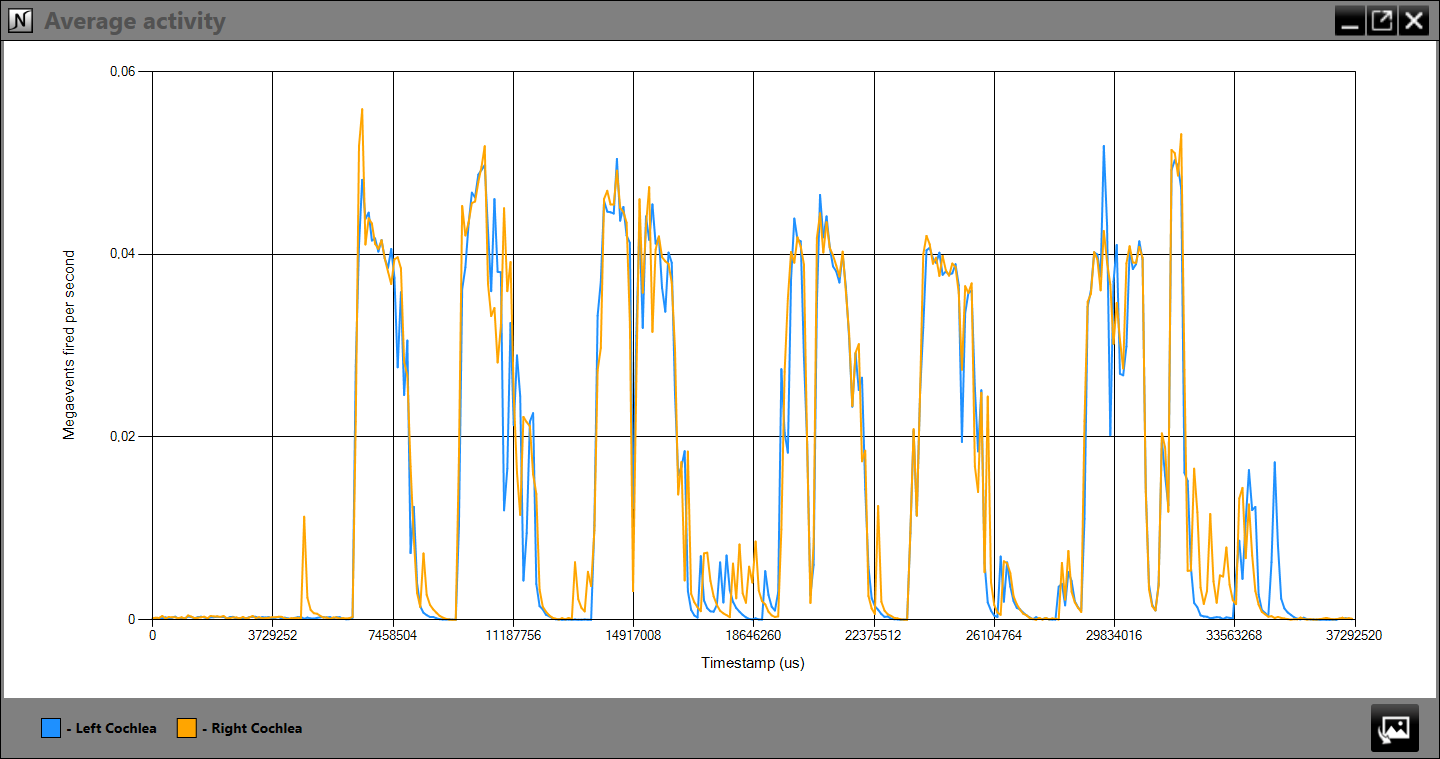 N Average activity
0,06
0,04
0,02
0
Megaevents fired per second
0 3729252 7458504 11187756 14917008 18646260 22375512 26104764 29834016 33563268 37292520
Timestamp (us)
- Left Cochlea - Right Cochlea